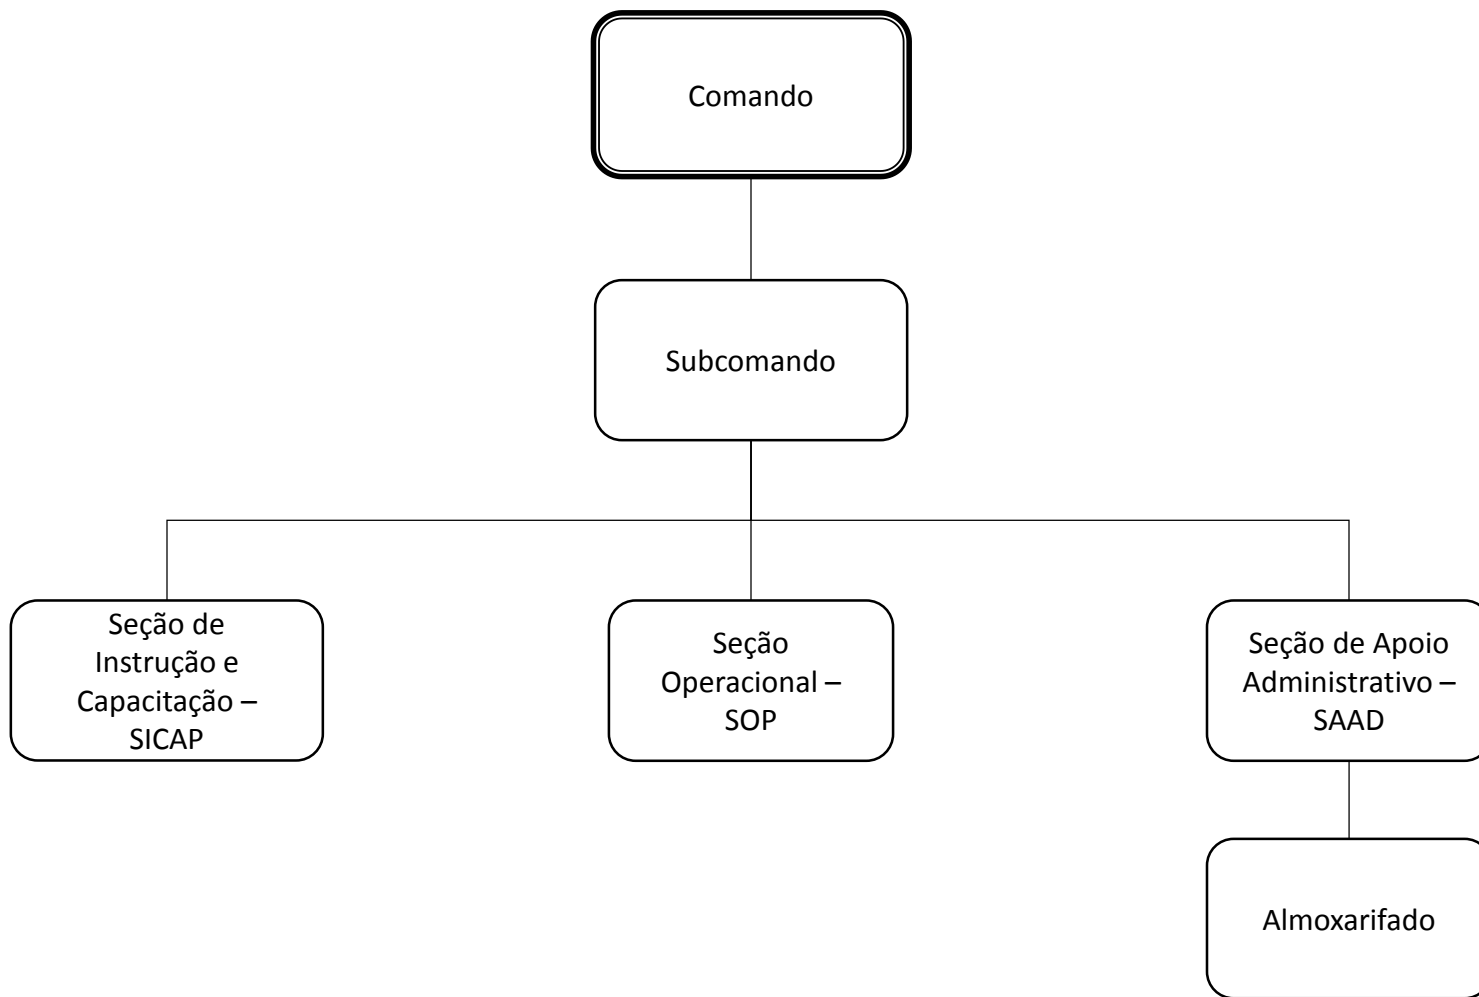 Comando
Subcomando
Seção de
Instrução e
Capacitação –
SICAP
Seção
Operacional –
SOP
Seção de Apoio
Administrativo –
SAAD
Almoxarifado